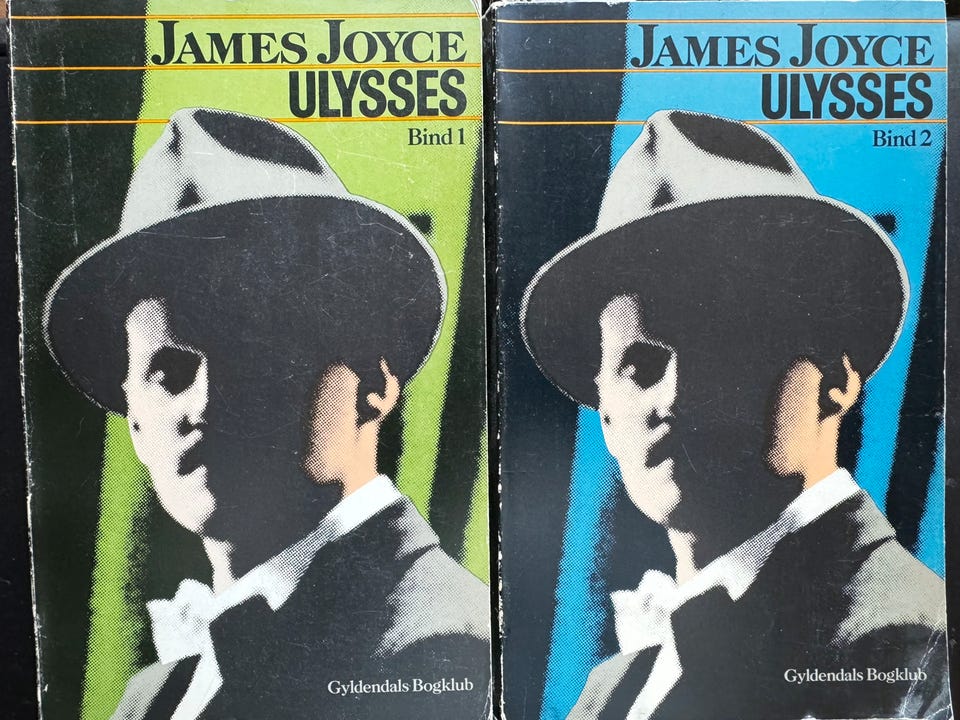 JAMES JOYCE
ULYSSES
Bind 1
Gyldendals Bogklub
JAMES JOYCE
ULYSSES
Bind 2
Gyldendals Bogklub